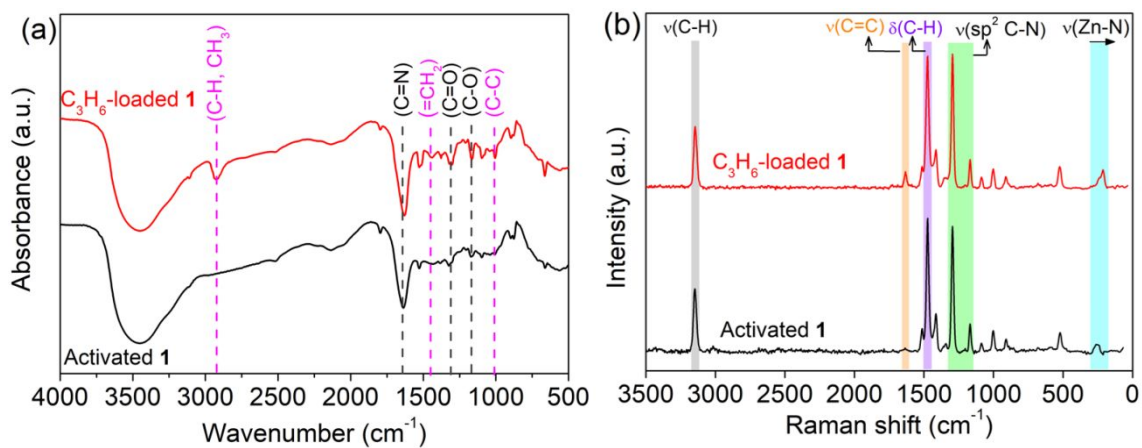 (a)
C₃H₆-loaded 1
(C-H, CH₃)
(C=N)
(=CH₂)
(C=O)
(C-O)
(C-C)
Activated 1
Absorbance (a.u.)
4000 3500 3000 2500 2000 1500 1000 500
Wavenumber (cm⁻¹)
(b)
ν(C-H)
ν(C=C) δ(C-H) ν(sp² C-N) ν(Zn-N)
C₃H₆-loaded 1
Activated 1
Intensity (a.u.)
3500 3000 2500 2000 1500 1000 500 0
Raman shift (cm⁻¹)